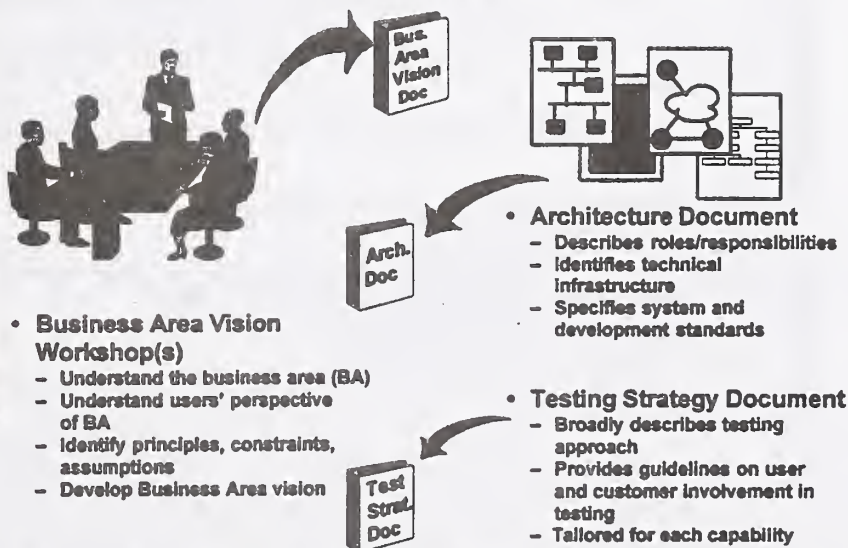 Bus.
Area
Vision
Doc
Arch.
Doc
• Business Area Vision
Workshop(s)
– Understand the business area (BA)
– Understand users' perspective
of BA
– Identify principles, constraints,
assumptions
– Develop Business Area vision
• Architecture Document
– Describes roles/responsibilities
– Identifies technical
infrastructure
– Specifies system and
development standards
Test
Strat.
Doc
• Testing Strategy Document
– Broadly describes testing
approach
– Provides guidelines on user
and customer involvement in
testing
– Tailored for each capability